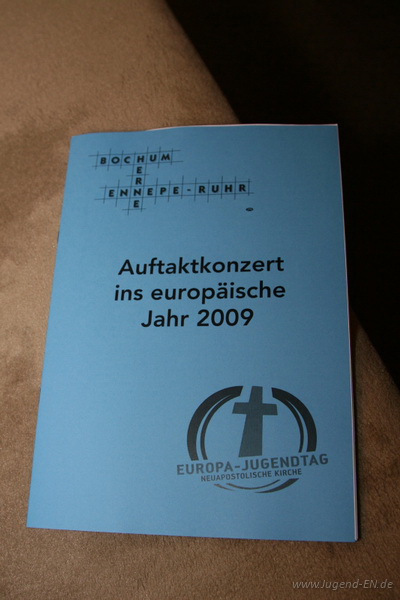 BOCHUM
HERNE
ENNEPE-RUHR
Auftaktkonzert
ins europäische
Jahr 2009
EUROPA-JUGENDTAG
NEUAPOSTOLISCHE KIRCHE
www.Jugend-EN.de